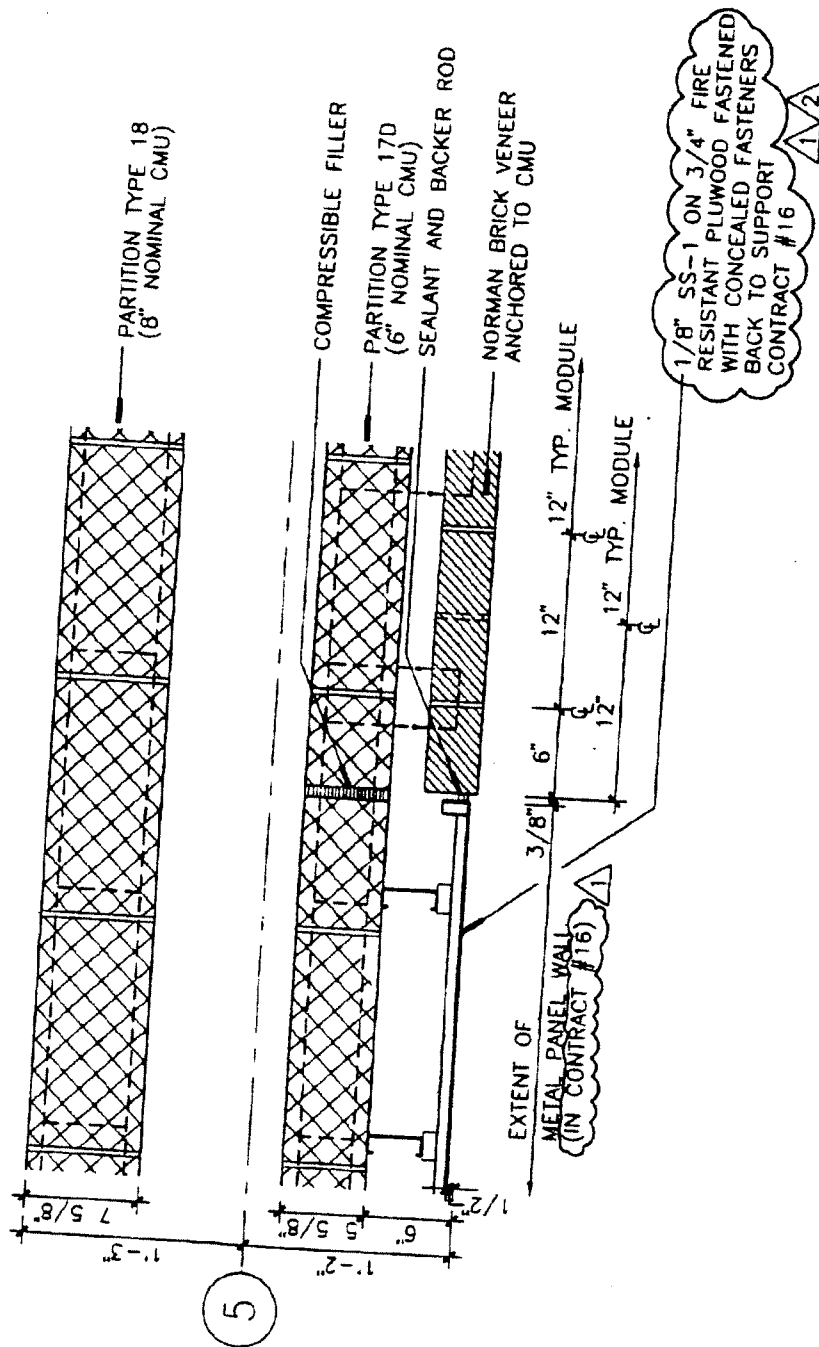 PARTITION TYPE 18
(8" NOMINAL CMU)
COMPRESSIBLE FILLER
PARTITION TYPE 17D
(6" NOMINAL CMU)
SEALANT AND BACKER ROD
NORMAN BRICK VENEER
ANCHORED TO CMU
1/8" SS-1 ON 3/4" FIRE
RESISTANT PLUWOOD FASTENED
WITH CONCEALED FASTENERS
BACK TO SUPPORT
CONTRACT #16
1
2
12" TYP. MODULE
12"
6"
12" TYP. MODULE
12"
3/8"
EXTENT OF
METAL PANEL WALL
(IN CONTRACT #16)
1
7 5/8"
1'-3"
5 5/8"
6"
1'-2"
1/2"
5